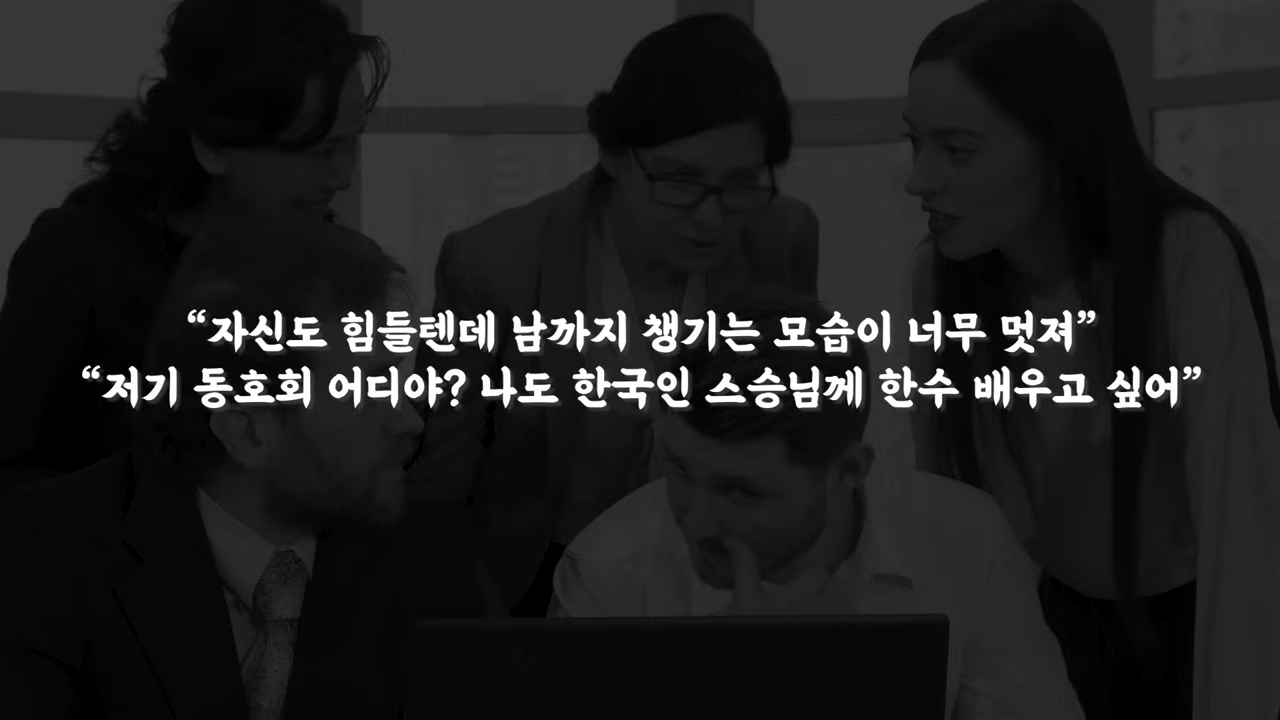 “자신도 힘들텐데 남까지 챙기는 모습이 너무 멋져”
“저기 동호회 어디야? 나도 한국인 스승님께 한수 배우고 싶어”